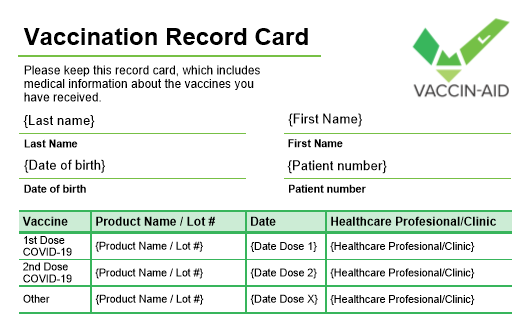 Vaccination Record Card
Please keep this record card, which includes
medical information about the vaccines you
have received.
VACCIN-AID
{Last name} {First Name}
Last Name First Name
{Date of birth} {Patient number}
Date of birth Patient number
Vaccine Product Name / Lot # Date Healthcare Profesional/Clinic
1st Dose
COVID-19 {Product Name / Lot #} {Date Dose 1} {Healthcare Profesional/Clinic}
2nd Dose
COVID-19 {Product Name / Lot #} {Date Dose 2} {Healthcare Profesional/Clinic}
Other {Product Name / Lot #} {Date Dose X} {Healthcare Profesional/Clinic}